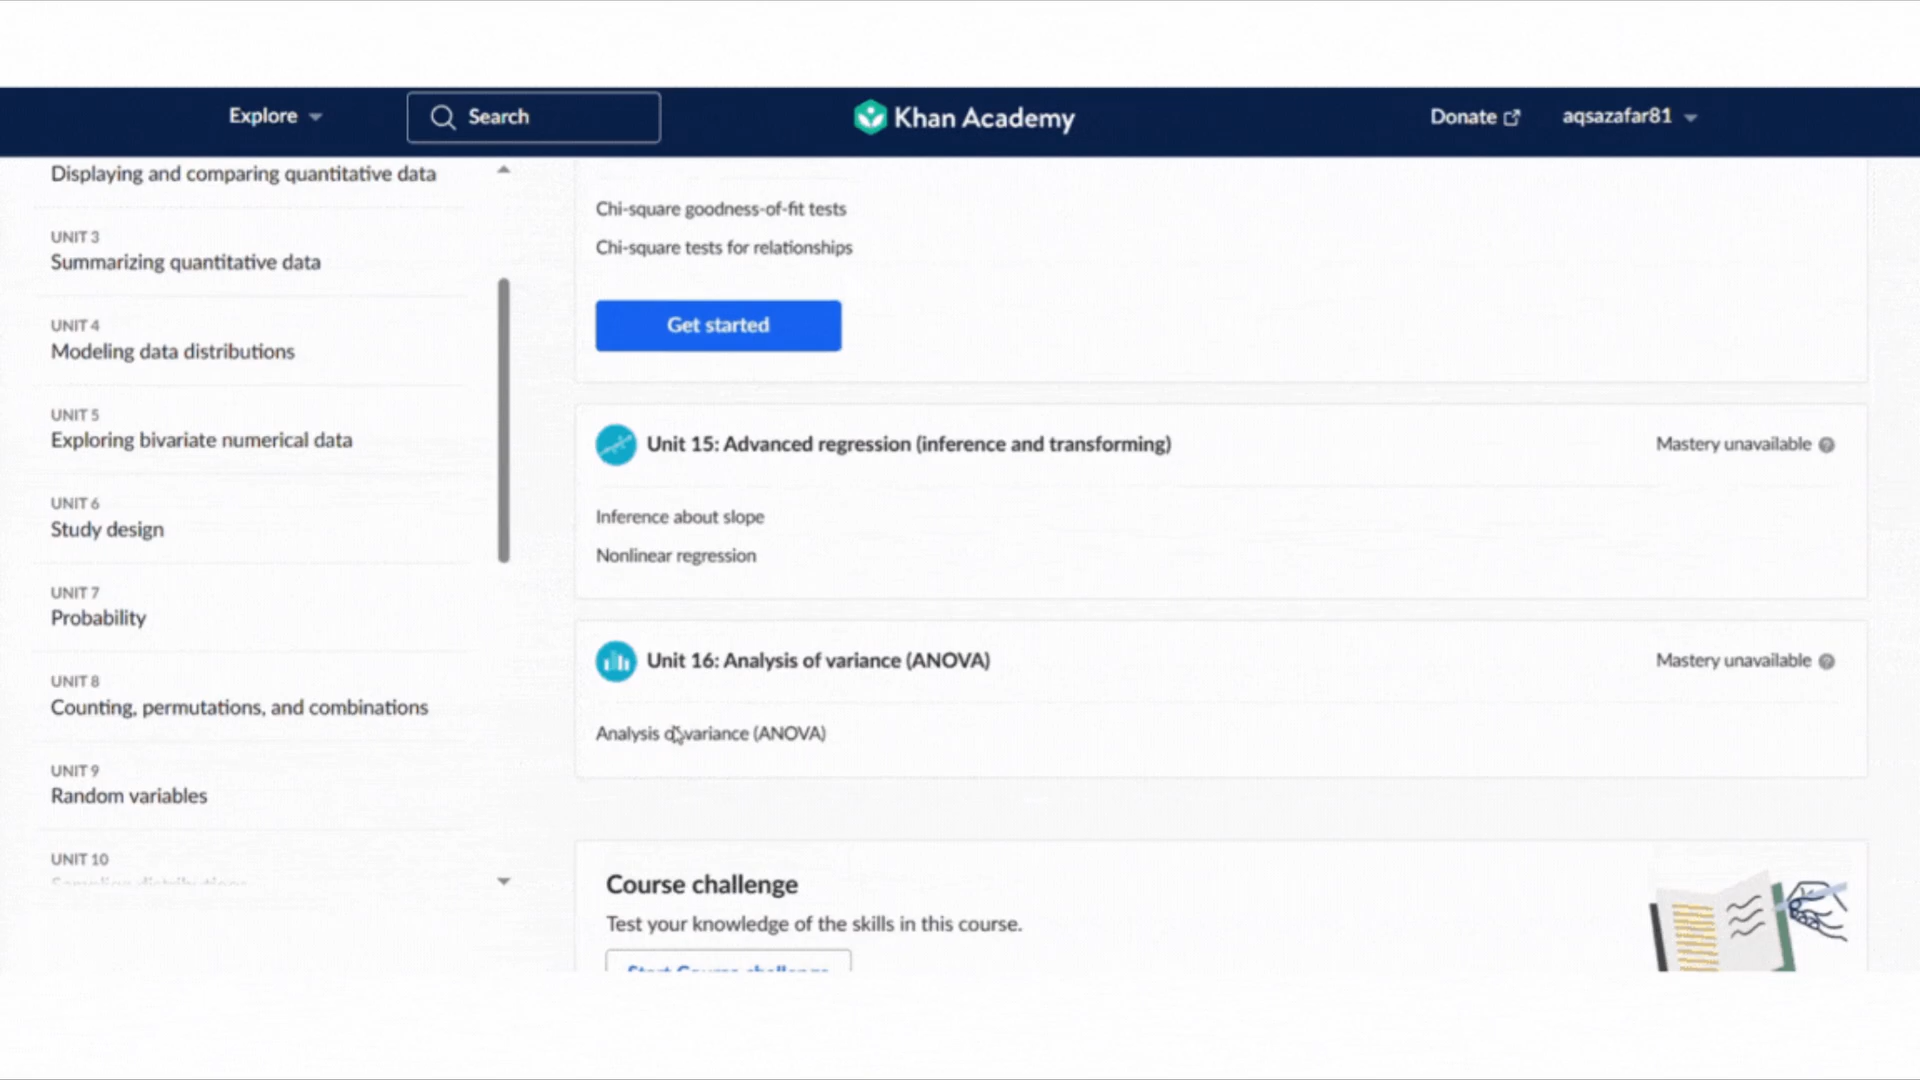 Explore
Search
Khan Academy
Donate
aqsazafar81
Displaying and comparing quantitative data
UNIT 3
Summarizing quantitative data
UNIT 4
Modeling data distributions
UNIT 5
Exploring bivariate numerical data
UNIT 6
Study design
UNIT 7
Probability
UNIT 8
Counting, permutations, and combinations
UNIT 9
Random variables
UNIT 10
Chi-square goodness-of-fit tests
Chi-square tests for relationships
Get started
Unit 15: Advanced regression (inference and transforming)
Mastery unavailable
Inference about slope
Nonlinear regression
Unit 16: Analysis of variance (ANOVA)
Mastery unavailable
Analysis of variance (ANOVA)
Course challenge
Test your knowledge of the skills in this course.
Start Course challenge